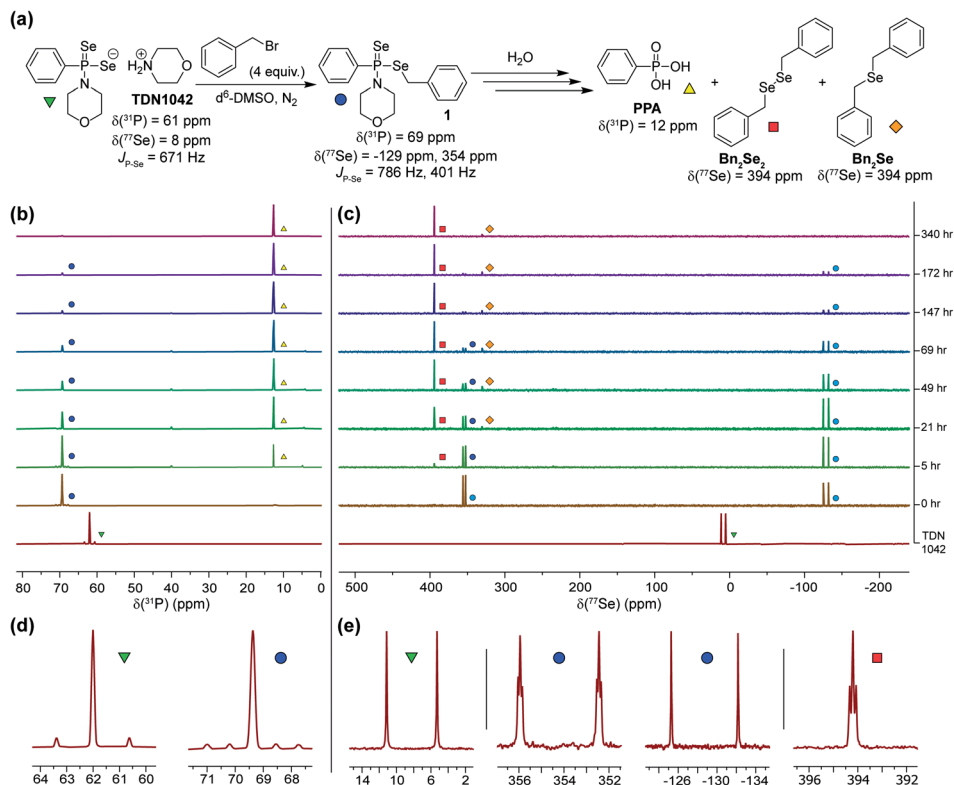 (a)
Se
P
Se
⊖
N
O
H2N
+
O
TDN1042
δ(31P) = 61 ppm
δ(77Se) = 8 ppm
JP-Se = 671 Hz
Br
(4 equiv.)
d6-DMSO, N2
Se
P
Se
N
O
1
δ(31P) = 69 ppm
δ(77Se) = -129 ppm, 354 ppm
JP-Se = 786 Hz, 401 Hz
H2O
O
P
OH
OH
PPA
δ(31P) = 12 ppm
+
Se
Se
Bn2Se2
δ(77Se) = 394 ppm
+
Se
Bn2Se
δ(77Se) = 394 ppm
(b)
(c)
340 hr
172 hr
147 hr
69 hr
49 hr
21 hr
5 hr
0 hr
TDN
1042
80 70 60 50 40 30 20 10 0
δ(31P) (ppm)
500 400 300 200 100 0 -100 -200
δ(77Se) (ppm)
(d)
64 63 62 61 60
71 70 69 68
(e)
14 10 6 2
356 354 352
-126 -130 -134
396 394 392